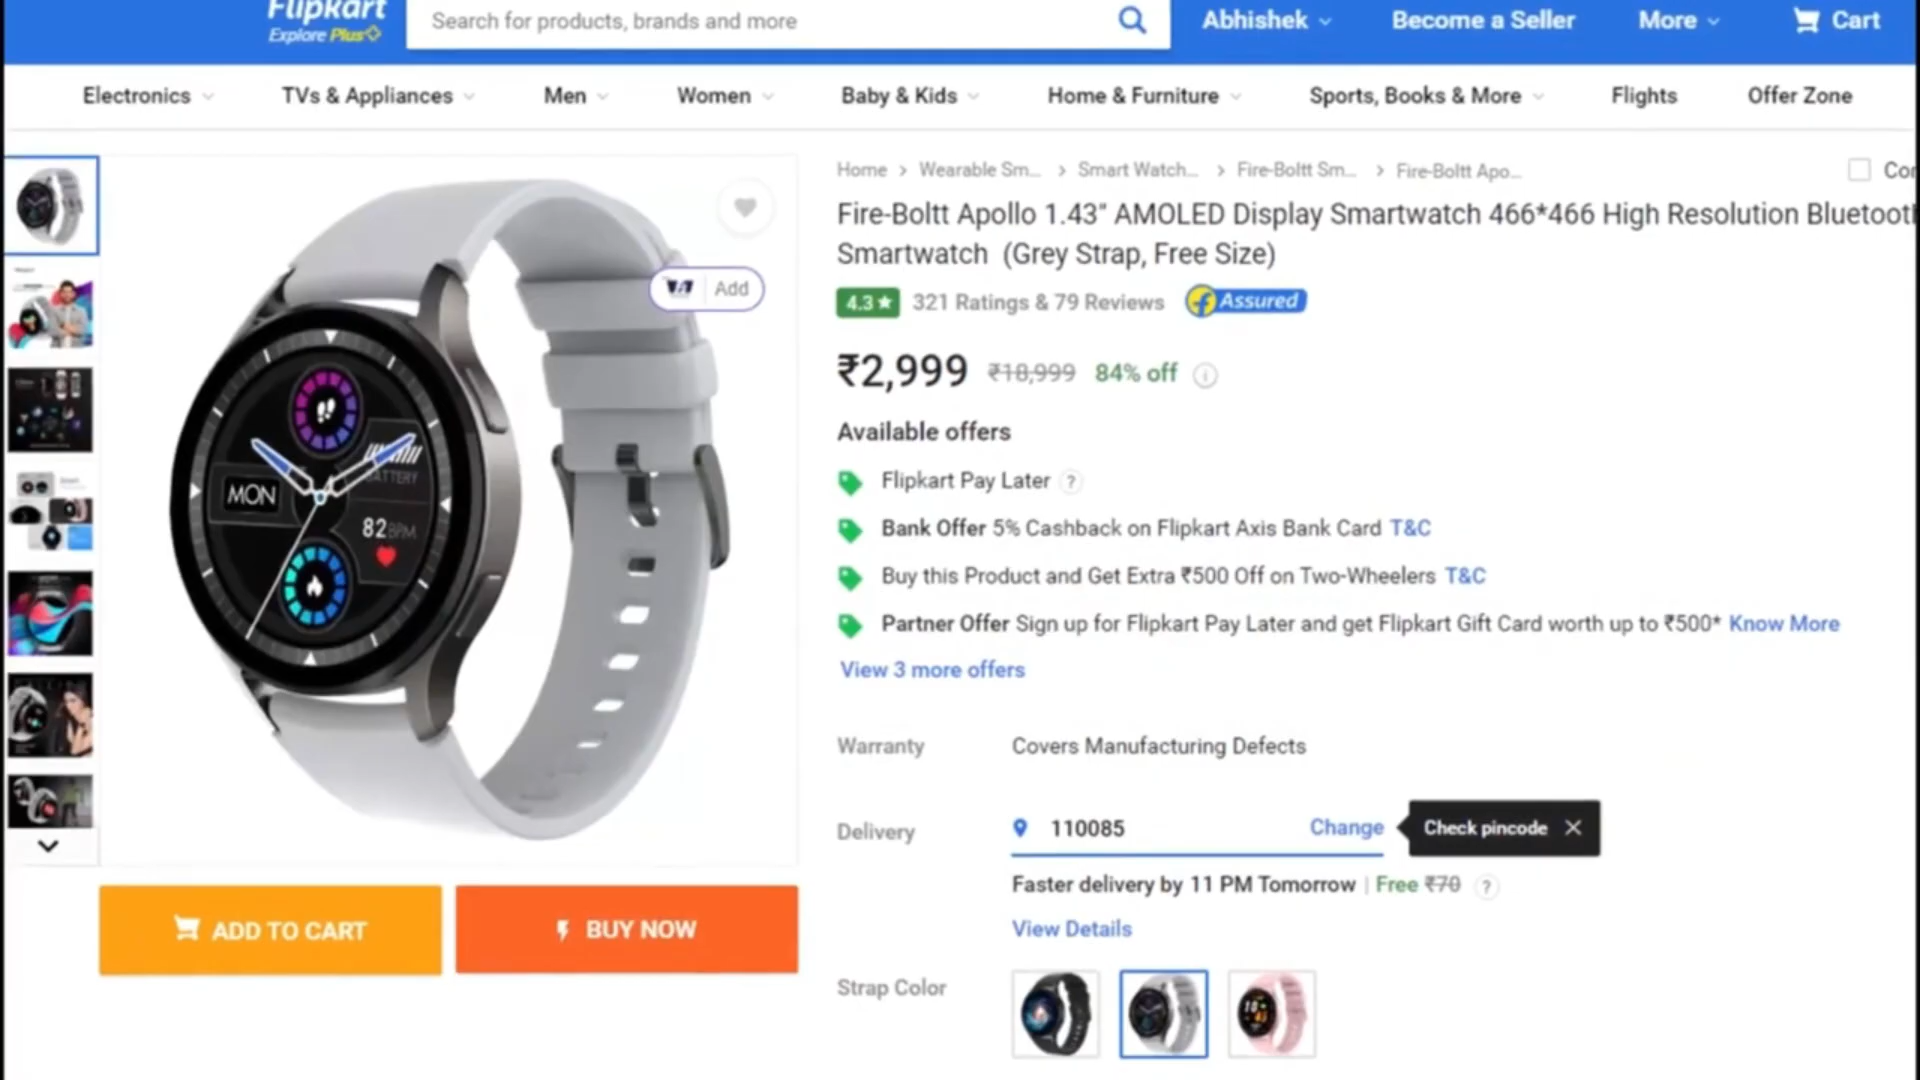 Flipkart
Explore Plus
Search for products, brands and more
Abhishek
Become a Seller
More
Cart
Electronics
TVs & Appliances
Men
Women
Baby & Kids
Home & Furniture
Sports, Books & More
Flights
Offer Zone
Home > Wearable Sm... > Smart Watch... > Fire-Boltt Sm... > Fire-Boltt Apo...
Fire-Boltt Apollo 1.43" AMOLED Display Smartwatch 466*466 High Resolution
Smartwatch (Grey Strap, Free Size)
Add
4.3★ 321 Ratings & 79 Reviews
Assured
₹2,999 ₹18,999 84% off
BATTERY
MON
82 BPM
Available offers
Flipkart Pay Later ?
Bank Offer 5% Cashback on Flipkart Axis Bank Card T&C
Buy this Product and Get Extra ₹500 Off on Two-Wheelers T&C
Partner Offer Sign up for Flipkart Pay Later and get Flipkart Gift Card worth up to ₹500* Know More
View 3 more offers
Warranty
Covers Manufacturing Defects
Delivery
110085
Change
Check pincode
Faster delivery by 11 PM Tomorrow | Free ₹70 ?
View Details
ADD TO CART
BUY NOW
Strap Color